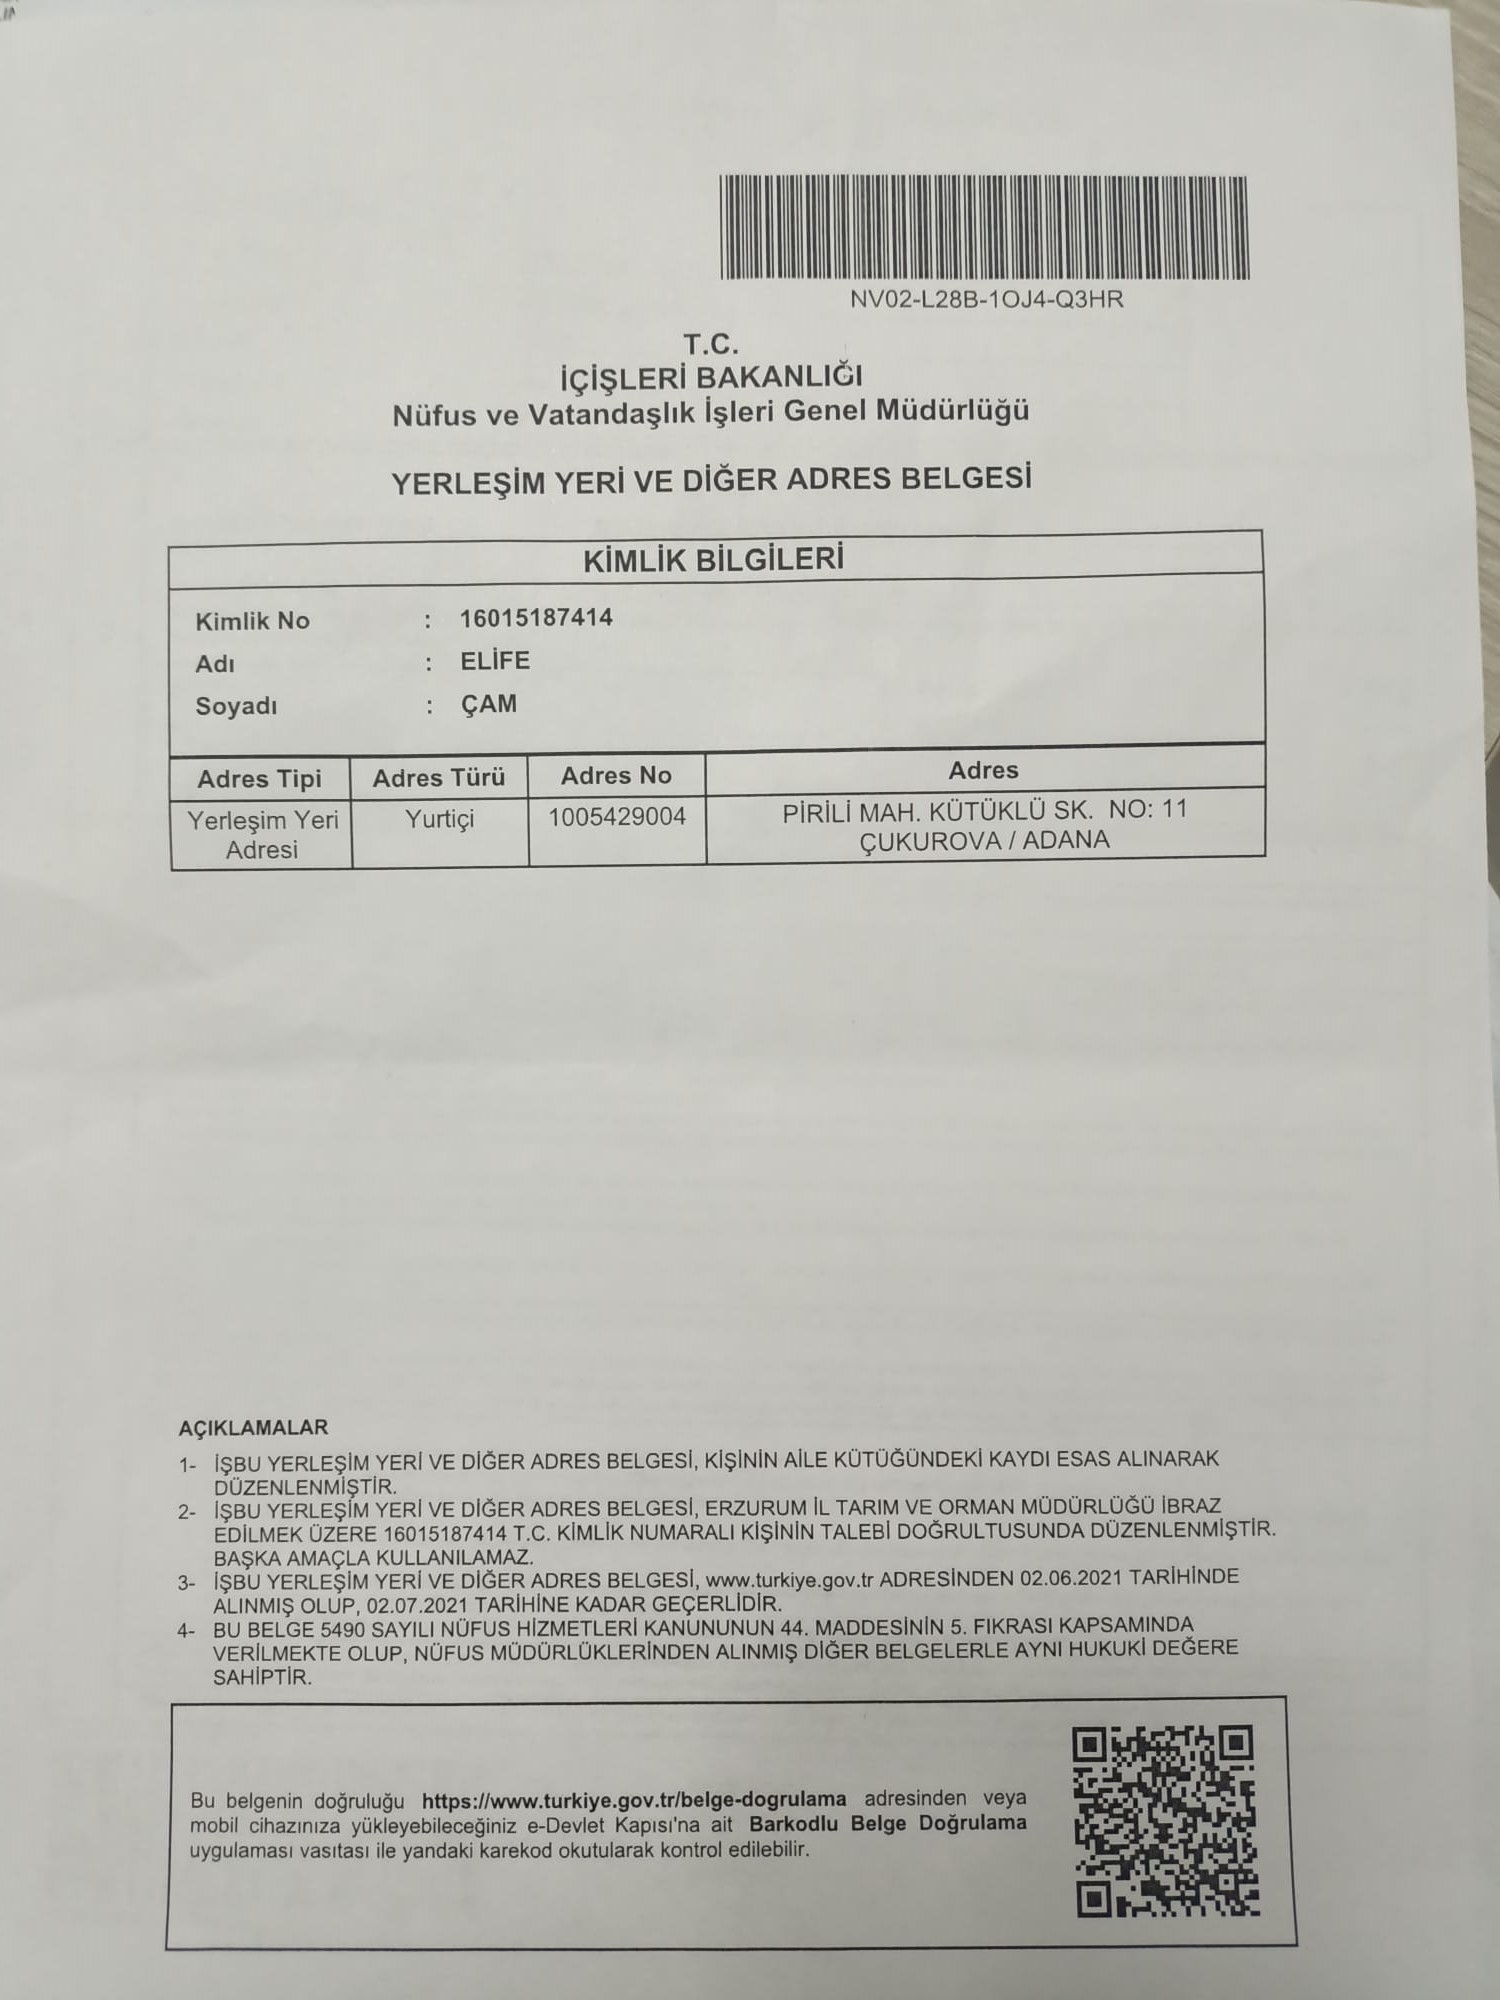 NV02-L28B-1OJ4-Q3HR
T.C.
İÇİŞLERİ BAKANLIĞI
Nüfus ve Vatandaşlık İşleri Genel Müdürlüğü
YERLEŞİM YERİ VE DİĞER ADRES BELGESİ
KİMLİK BİLGİLERİ
Kimlik No : 16015187414
Adı : ELİFE
Soyadı : ÇAM
Adres Tipi Adres Türü Adres No Adres
Yerleşim Yeri Adresi Yurtiçi 1005429004 PİRİLİ MAH. KÜTÜKLÜ SK. NO: 11
ÇUKUROVA / ADANA
AÇIKLAMALAR
1- İŞBU YERLEŞİM YERİ VE DİĞER ADRES BELGESİ, KİŞİNİN AİLE KÜTÜĞÜNDEKİ KAYDI ESAS ALINARAK
DÜZENLENMİŞTİR.
2- İŞBU YERLEŞİM YERİ VE DİĞER ADRES BELGESİ, ERZURUM İL TARIM VE ORMAN MÜDÜRLÜĞÜ İBRAZ
EDİLMEK ÜZERE 16015187414 T.C. KİMLİK NUMARALI KİŞİNİN TALEBİ DOĞRULTUSUNDA DÜZENLENMİŞTİR.
BAŞKA AMAÇLA KULLANILAMAZ.
3- İŞBU YERLEŞİM YERİ VE DİĞER ADRES BELGESİ, www.turkiye.gov.tr ADRESİNDEN 02.06.2021 TARİHİNDE
ALINMIŞ OLUP, 02.07.2021 TARİHİNE KADAR GEÇERLİDİR.
4- BU BELGE 5490 SAYILI NÜFUS HİZMETLERİ KANUNUNUN 44. MADDESİNİN 5. FIKRASI KAPSAMINDA
VERİLMEKTE OLUP, NÜFUS MÜDÜRLÜKLERİNDEN ALINMIŞ DİĞER BELGELERLE AYNI HUKUKİ DEĞERE
SAHİPTİR.
Bu belgenin doğruluğu https://www.turkiye.gov.tr/belge-dogrulama adresinden veya
mobil cihazınıza yükleyebileceğiniz e-Devlet Kapısı'na ait Barkodlu Belge Doğrulama
uygulaması vasıtası ile yandaki karekod okutularak kontrol edilebilir.